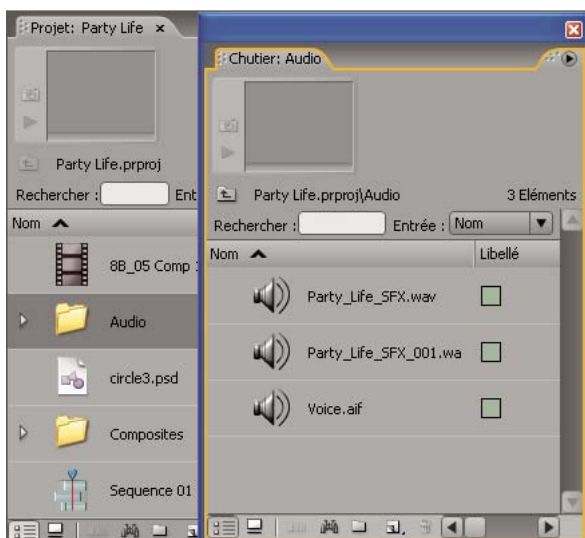 Projet: Party Life x
Party Life.prproj
Rechercher : Ent
Nom
8B_05 Comp
Audio
circle3.psd
Composites
Sequence 01
Chutier: Audio
Party Life.prproj\Audio 3 Eléments
Rechercher : Entrée : Nom
Nom Libellé
Party_Life_SFX.wav
Party_Life_SFX_001.wa
Voice.aif